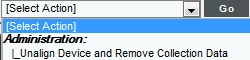 [Select Action] Go
[Select Action]
Administration:
|_Unalign Device and Remove Collection Data